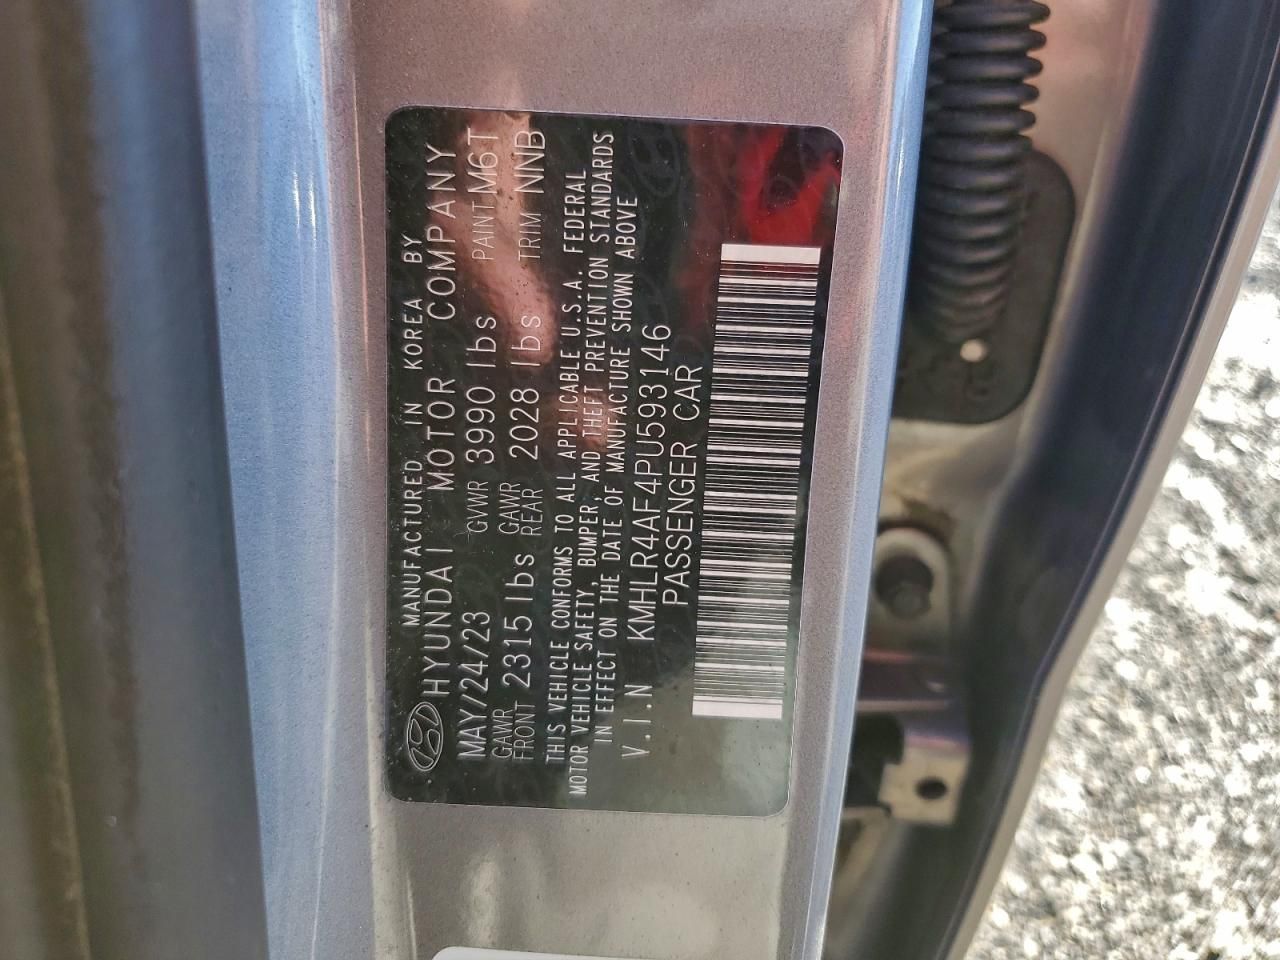 MANUFACTURED IN KOREA BY
HYUNDAI MOTOR COMPANY
MAY/24/23 GVWR 3990 lbs PAINT M6T
GAWR FRONT 2315 lbs GAWR REAR 2028 lbs TRIM NNB
THIS VEHICLE CONFORMS TO ALL APPLICABLE U.S.A. FEDERAL
MOTOR VEHICLE SAFETY, BUMPER, AND THEFT PREVENTION STANDARDS
IN EFFECT ON THE DATE OF MANUFACTURE SHOWN ABOVE
V.I.N KMHLR4AF4PU593146
PASSENGER CAR